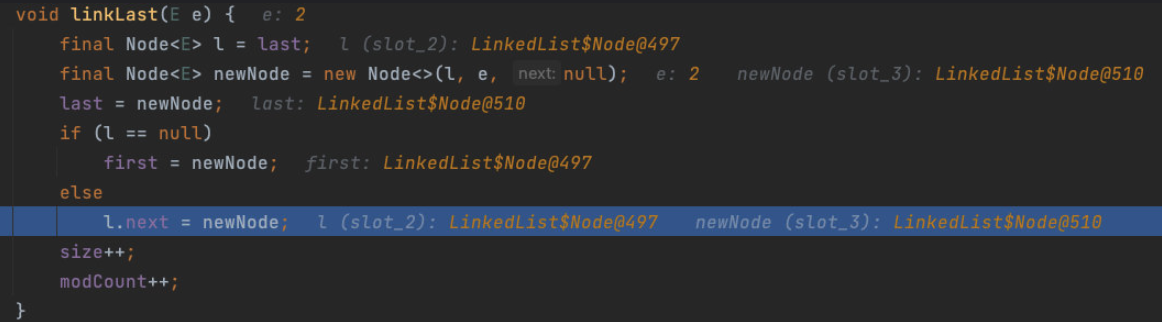 void linkLast(E e) {  e: 2
    final Node<E> l = last;  l (slot_2): LinkedList$Node@497
    final Node<E> newNode = new Node<>(l, e, next: null);  e: 2    newNode (slot_3): LinkedList$Node@510
    last = newNode;  last: LinkedList$Node@510
    if (l == null)
        first = newNode;  first: LinkedList$Node@497
    else
        l.next = newNode;  l (slot_2): LinkedList$Node@497    newNode (slot_3): LinkedList$Node@510
    size++;
    modCount++;
}